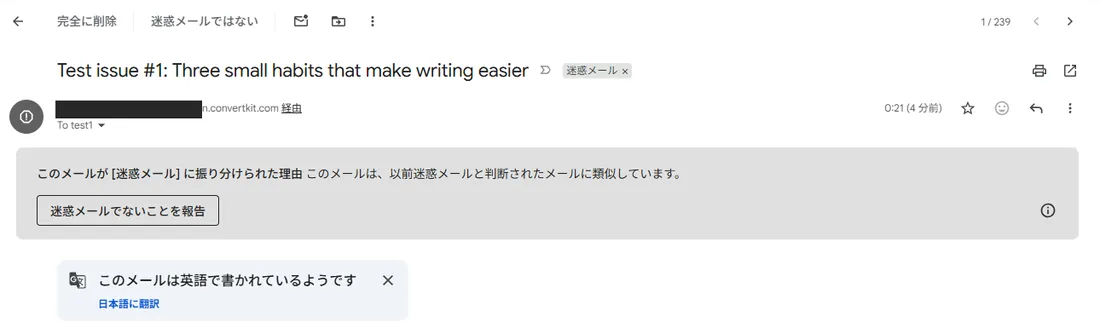 完全に削除 迷惑メールではない 1 / 239
Test issue #1: Three small habits that make writing easier 迷惑メール ×
n.convertkit.com 経由 0:21 (4 分前)
To test1
このメールが [迷惑メール] に振り分けられた理由 このメールは、以前迷惑メールと判断されたメールに類似しています。
迷惑メールでないことを報告
このメールは英語で書かれているようです
日本語に翻訳